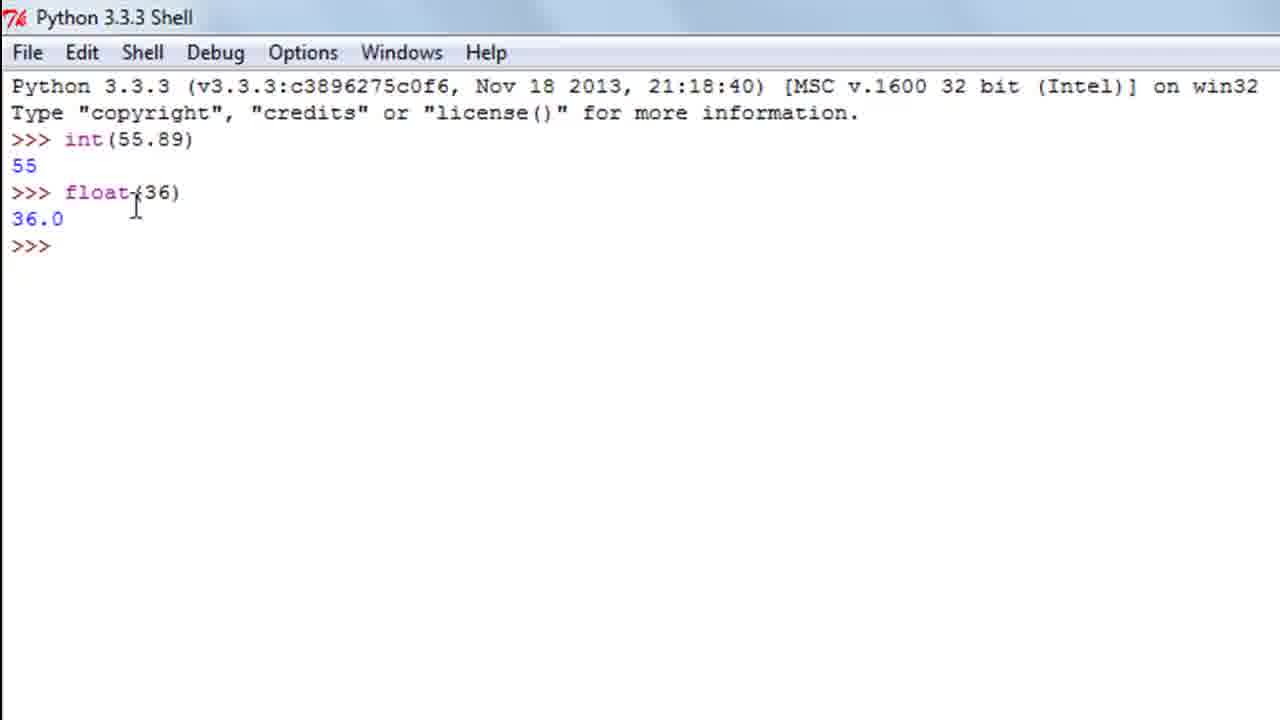 Python 3.3.3 Shell
File Edit Shell Debug Options Windows Help
Python 3.3.3 (v3.3.3:c3896275c0f6, Nov 18 2013, 21:18:40) [MSC v.1600 32 bit (Intel)] on win32
Type "copyright", "credits" or "license()" for more information.
>>> int(55.89)
55
>>> float(36)
36.0
>>>